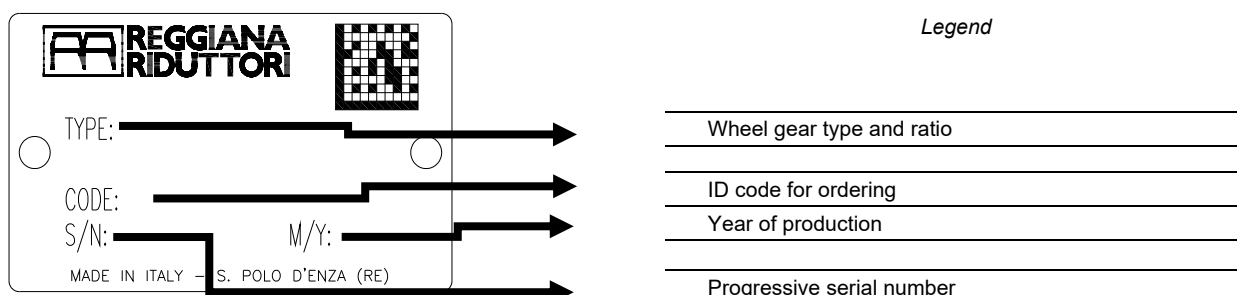 Legend
REGGIANA
RIDUTTORI
TYPE:
Wheel gear type and ratio
CODE:
ID code for ordering
S/N: M/Y:
Year of production
MADE IN ITALY - S. POLO D'ENZA (RE)
Progressive serial number